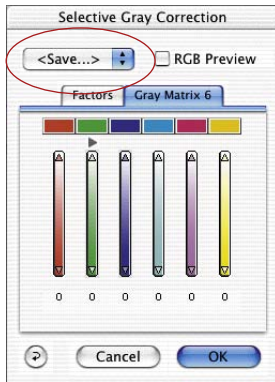 Selective Gray Correction
<Save...> RGB Preview
Factors Gray Matrix 6
0 0 0 0 0 0
Cancel OK